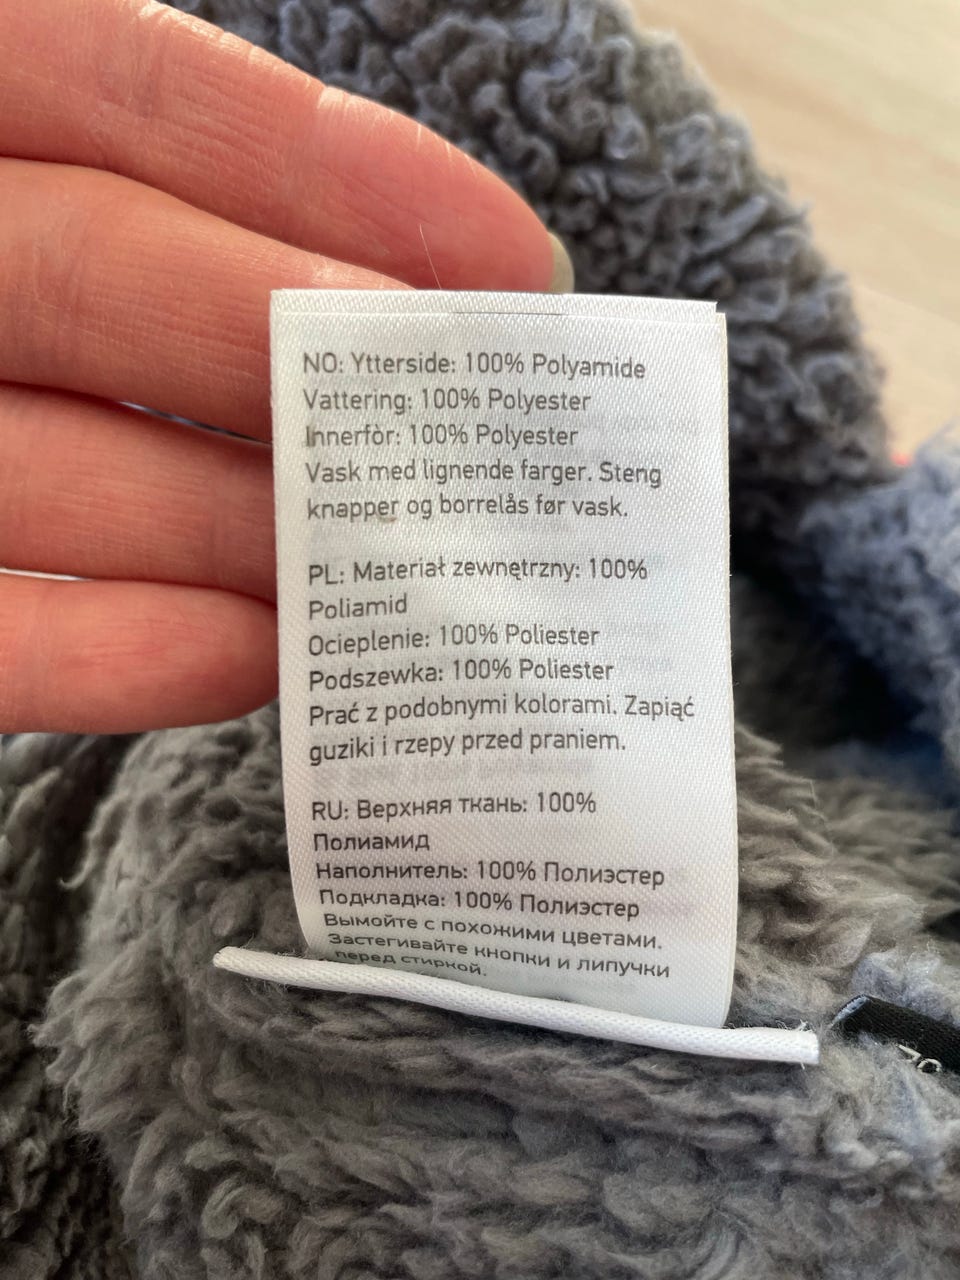 NO: Ytterside: 100% Polyamide
Vattering: 100% Polyester
Innerfòr: 100% Polyester
Vask med lignende farger. Steng
knapper og borrelås før vask.
PL: Materiał zewnętrzny: 100%
Poliamid
Ocieplenie: 100% Poliester
Podszewka: 100% Poliester
Prać z podobnymi kolorami. Zapiąć
guziki i rzepy przed praniem.
RU: Верхняя ткань: 100%
Полиамид
Наполнитель: 100% Полиэстер
Подкладка: 100% Полиэстер
Вымойте с похожими цветами.
Застегивайте кнопки и липучки
перед стиркой.